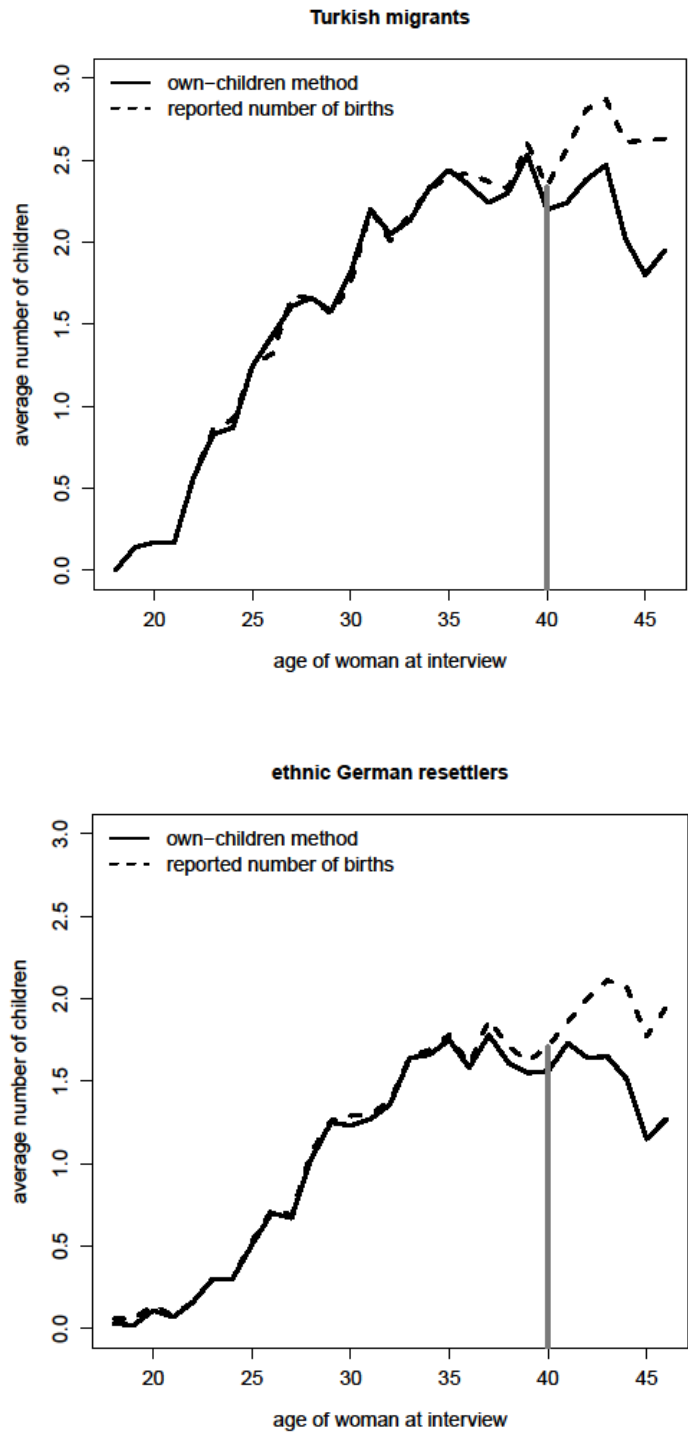 Turkish migrants
own−children method
reported number of births
average number of children
3.0
2.5
2.0
1.5
1.0
0.5
0.0
20 25 30 35 40 45
age of woman at interview
ethnic German resettlers
own−children method
reported number of births
average number of children
3.0
2.5
2.0
1.5
1.0
0.5
0.0
20 25 30 35 40 45
age of woman at interview